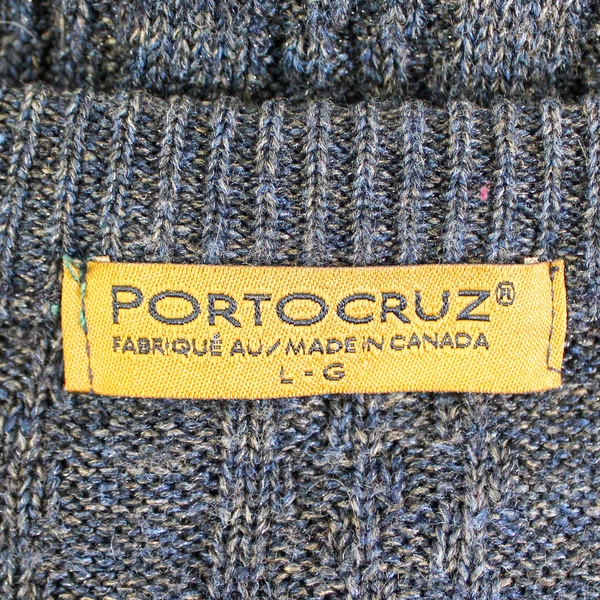 PORTOCRUZ®
FABRIQUÉ AU/MADE IN CANADA
L - G